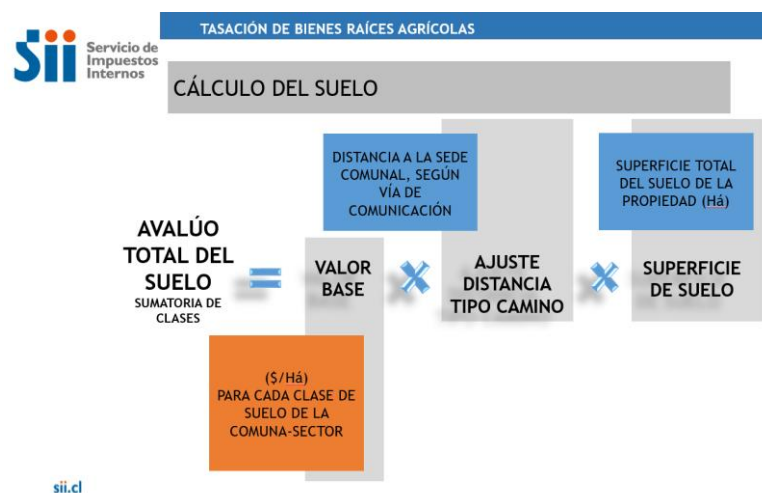 TASACIÓN DE BIENES RAÍCES AGRÍCOLAS
sii
Servicio de
Impuestos
Internos
CÁLCULO DEL SUELO
DISTANCIA A LA SEDE
COMUNAL, SEGÚN
VÍA DE
COMUNICACIÓN
SUPERFICIE TOTAL
DEL SUELO DE LA
PROPIEDAD (Há)
AVALÚO
TOTAL DEL
SUELO
SUMATORIA DE
CLASES
=
VALOR
BASE
×
AJUSTE
DISTANCIA
TIPO CAMINO
×
SUPERFICIE
DE SUELO
($/Há)
PARA CADA CLASE DE
SUELO DE LA
COMUNA-SECTOR
sii.cl